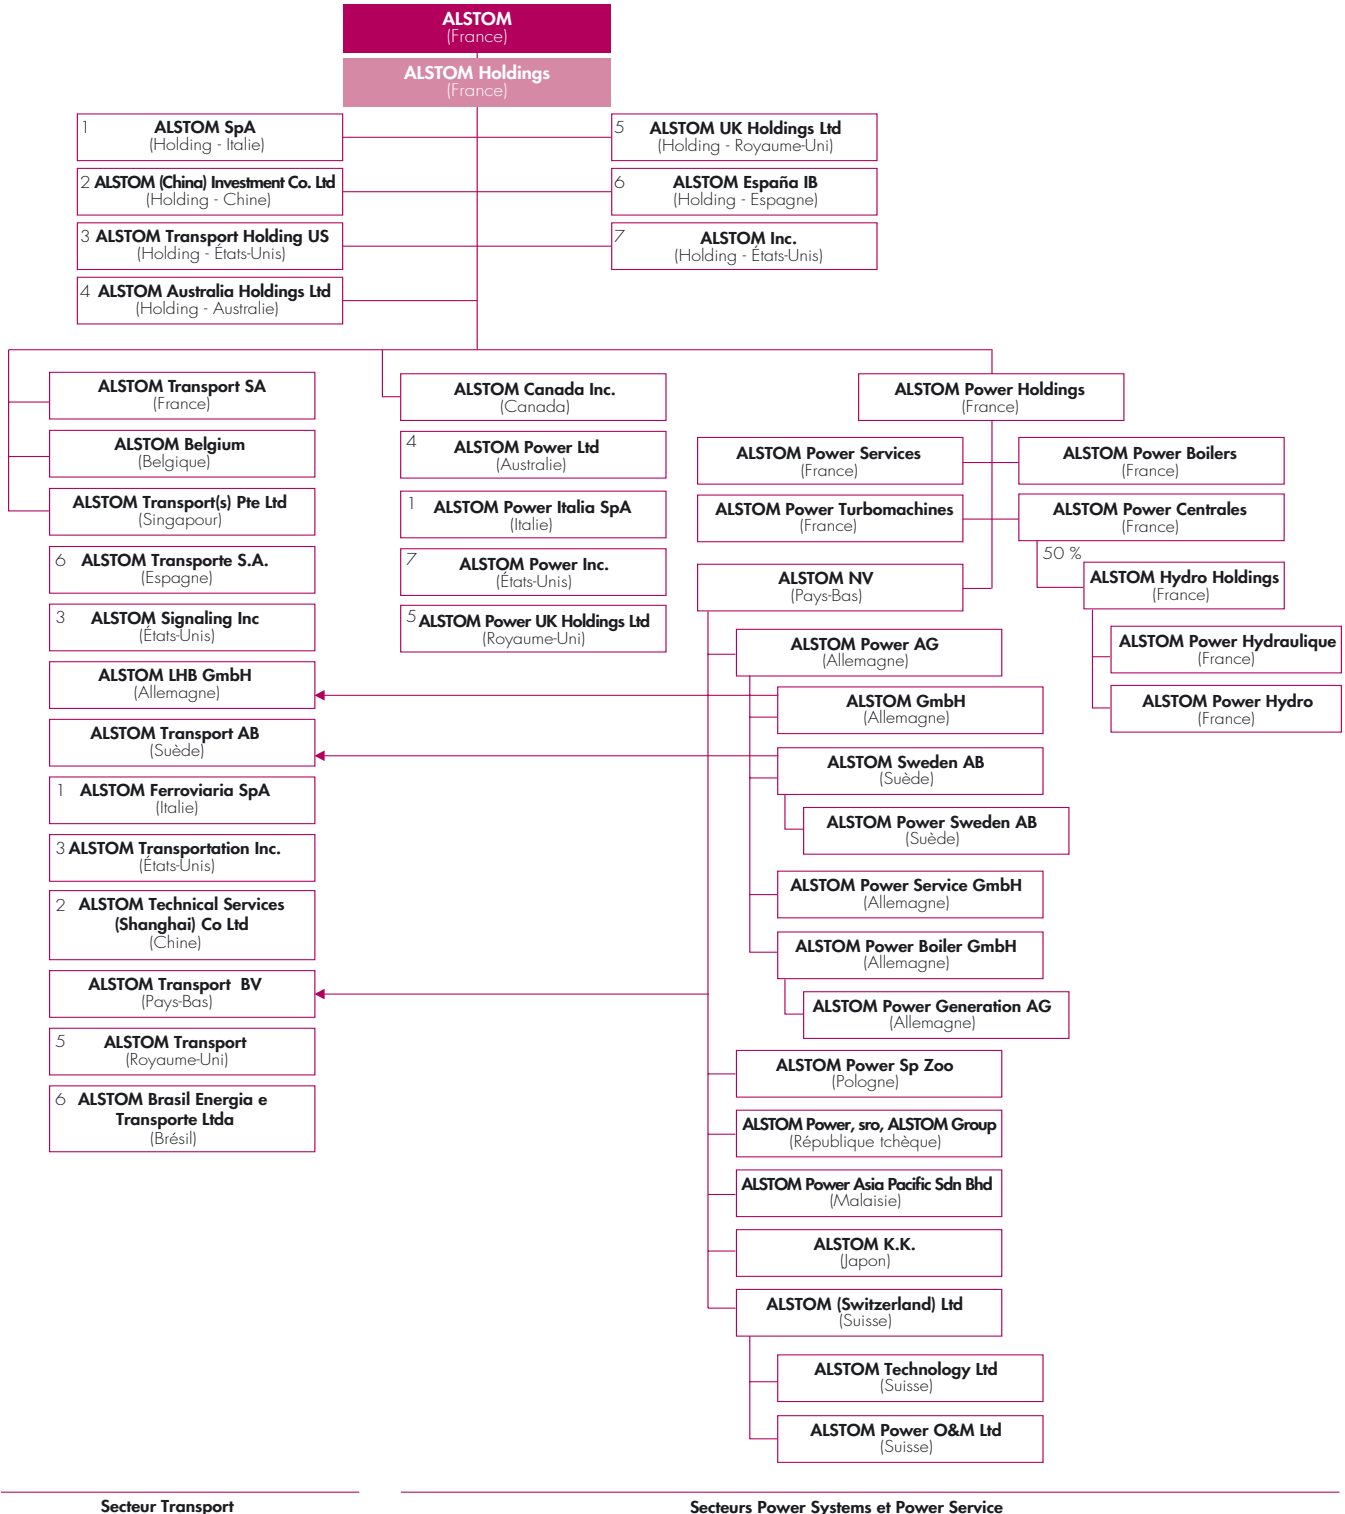 ALSTOM
(France)
ALSTOM Holdings
(France)
1 ALSTOM SpA
(Holding - Italie)
5 ALSTOM UK Holdings Ltd
(Holding - Royaume-Uni)
2 ALSTOM (China) Investment Co. Ltd
(Holding - Chine)
6 ALSTOM España IB
(Holding - Espagne)
3 ALSTOM Transport Holding US
(Holding - États-Unis)
7 ALSTOM Inc.
(Holding - États-Unis)
4 ALSTOM Australia Holdings Ltd
(Holding - Australie)
ALSTOM Transport SA
(France)
ALSTOM Belgium
(Belgique)
ALSTOM Transport(s) Pte Ltd
(Singapour)
6 ALSTOM Transporte S.A.
(Espagne)
3 ALSTOM Signaling Inc
(États-Unis)
ALSTOM LHB GmbH
(Allemagne)
ALSTOM Transport AB
(Suède)
1 ALSTOM Ferroviaria SpA
(Italie)
3 ALSTOM Transportation Inc.
(États-Unis)
2 ALSTOM Technical Services
(Shanghai) Co Ltd
(Chine)
ALSTOM Transport BV
(Pays-Bas)
5 ALSTOM Transport
(Royaume-Uni)
6 ALSTOM Brasil Energia e
Transporte Ltda
(Brésil)
ALSTOM Canada Inc.
(Canada)
4 ALSTOM Power Ltd
(Australie)
1 ALSTOM Power Italia SpA
(Italie)
7 ALSTOM Power Inc.
(États-Unis)
5 ALSTOM Power UK Holdings Ltd
(Royaume-Uni)
ALSTOM Power Holdings
(France)
ALSTOM Power Services
(France)
ALSTOM Power Boilers
(France)
ALSTOM Power Turbomachines
(France)
ALSTOM Power Centrales
(France)
50 %
ALSTOM Hydro Holdings
(France)
ALSTOM Power Hydraulique
(France)
ALSTOM Power Hydro
(France)
ALSTOM NV
(Pays-Bas)
ALSTOM Power AG
(Allemagne)
ALSTOM GmbH
(Allemagne)
ALSTOM Sweden AB
(Suède)
ALSTOM Power Sweden AB
(Suède)
ALSTOM Power Service GmbH
(Allemagne)
ALSTOM Power Boiler GmbH
(Allemagne)
ALSTOM Power Generation AG
(Allemagne)
ALSTOM Power Sp Zoo
(Pologne)
ALSTOM Power, sro, ALSTOM Group
(République tchèque)
ALSTOM Power Asia Pacific Sdn Bhd
(Malaisie)
ALSTOM K.K.
(Japon)
ALSTOM (Switzerland) Ltd
(Suisse)
ALSTOM Technology Ltd
(Suisse)
ALSTOM Power O&M Ltd
(Suisse)
Secteur Transport
Secteurs Power Systems et Power Service